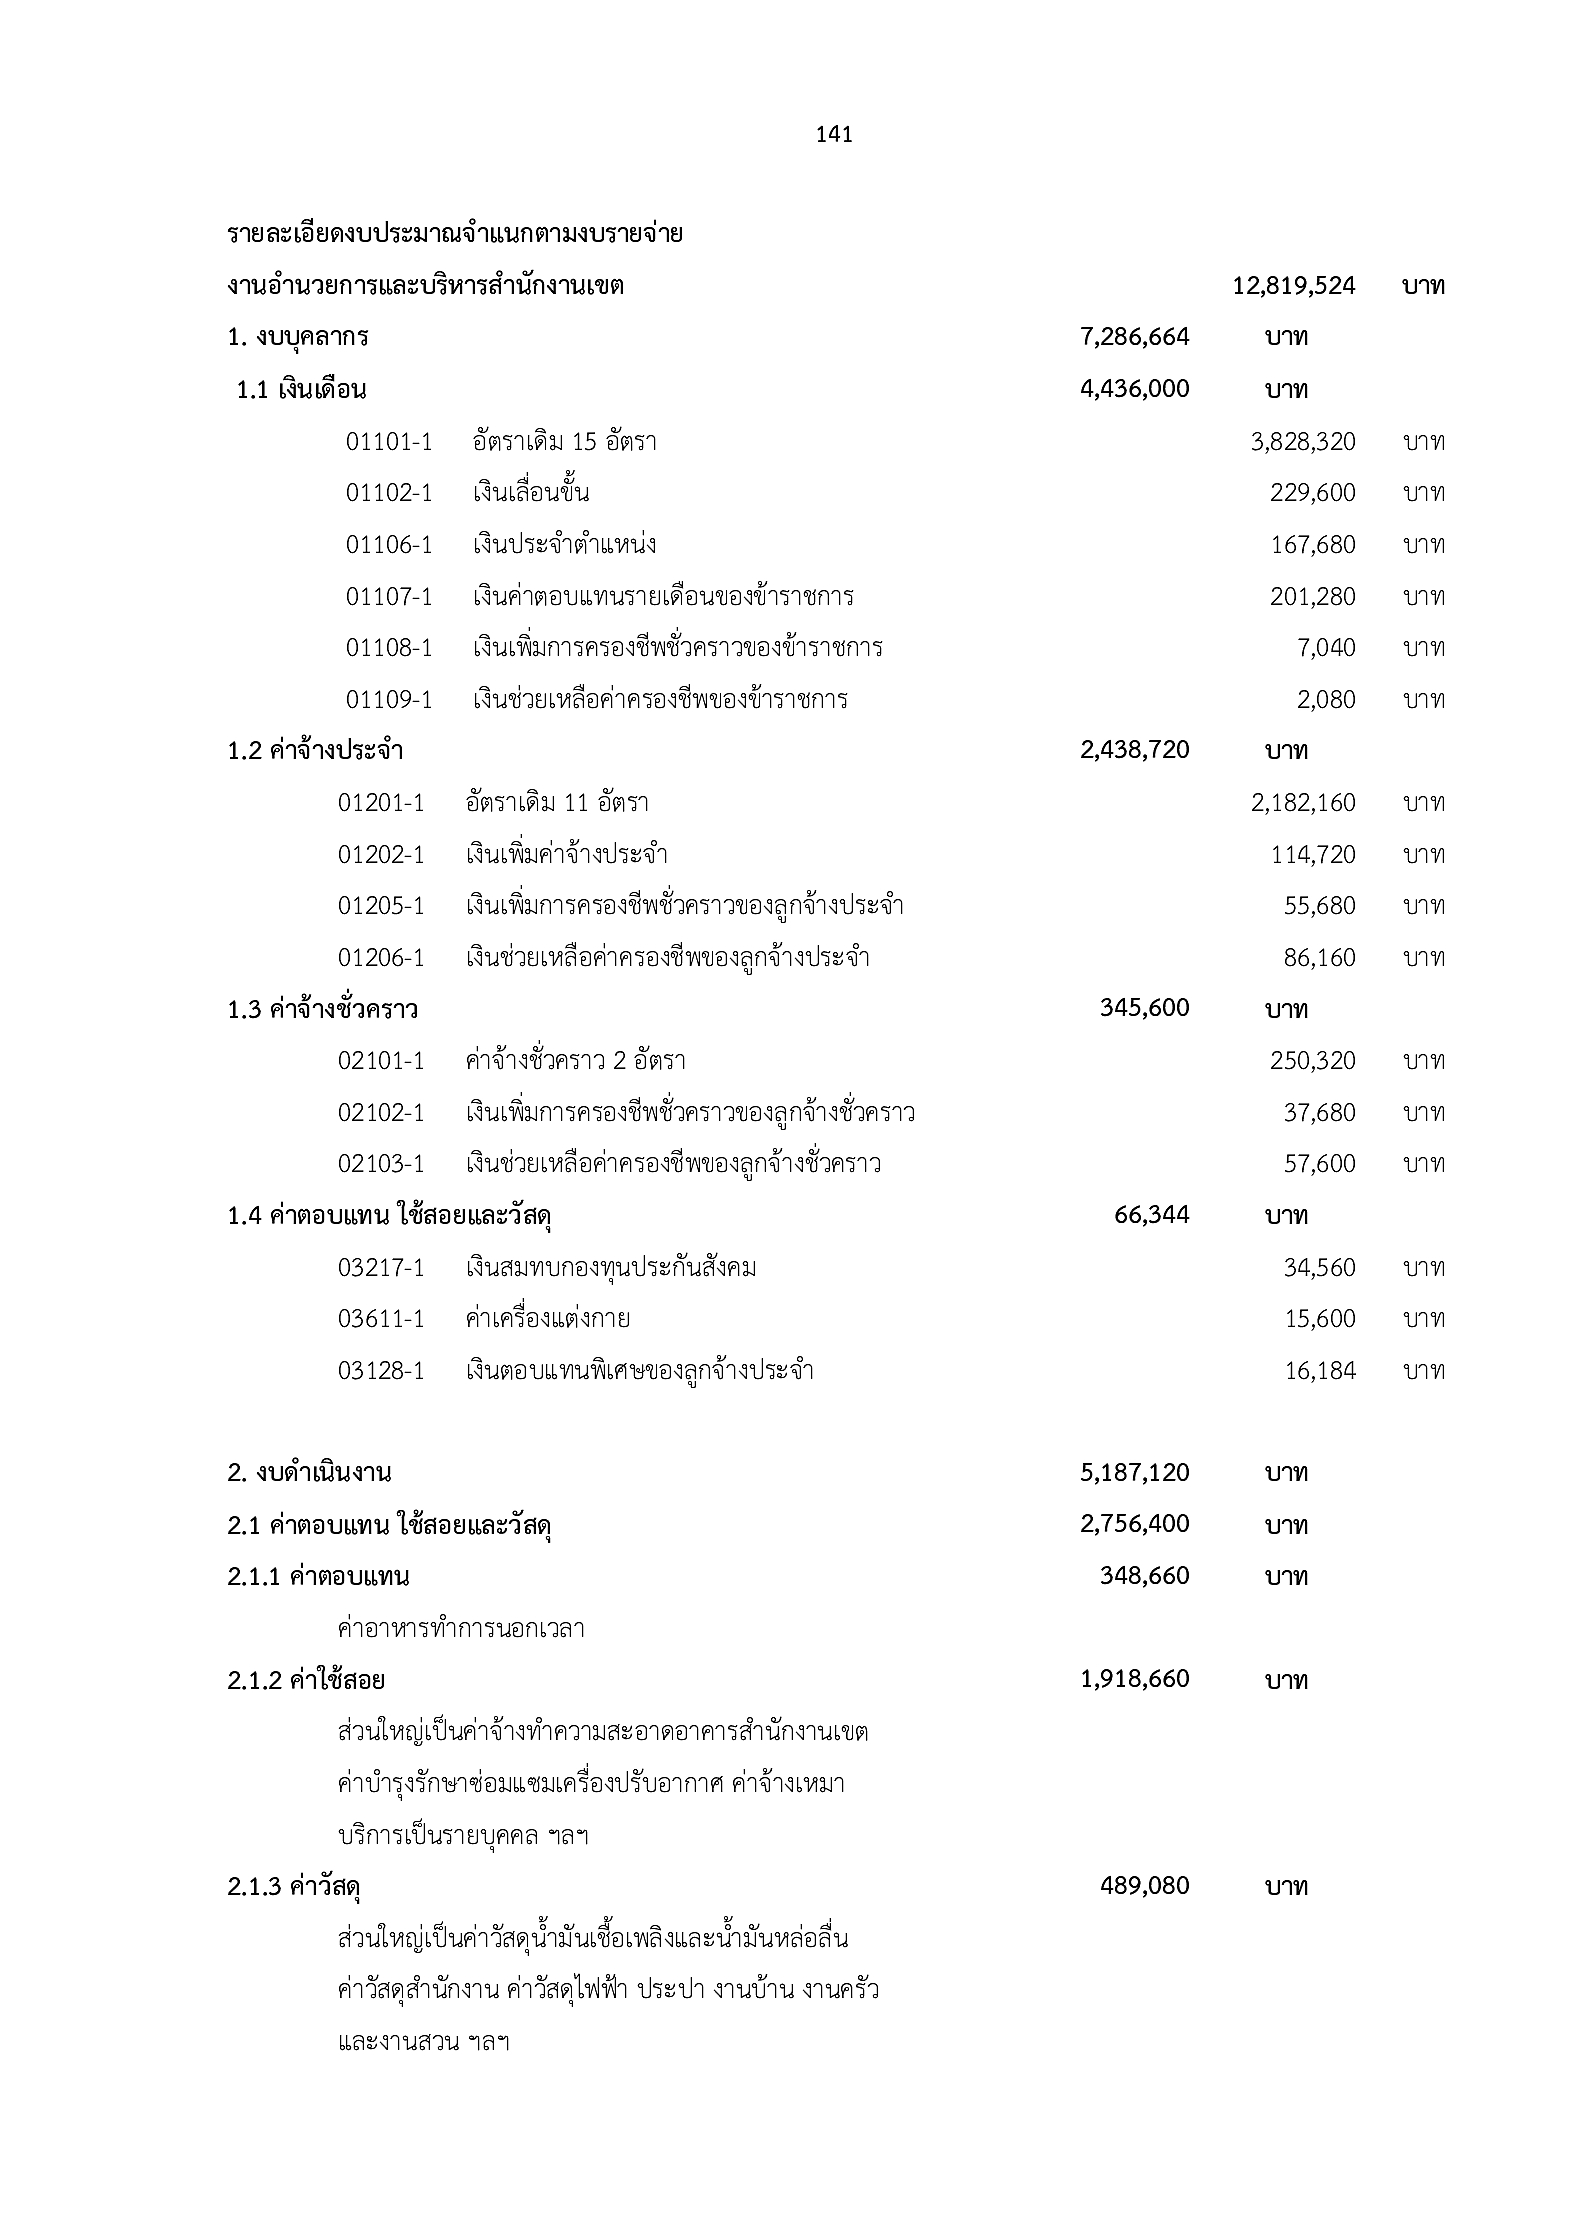 141
รายละเอียดงบประมาณจำแนกตามงบรายจ่าย
งานอำนวยการและบริหารสำนักงานเขต 12,819,524 บาท
1. งบบุคลากร 7,286,664 บาท
1.1 เงินเดือน 4,436,000 บาท
01101-1 อัตราเดิม 15 อัตรา 3,828,320 บาท
01102-1 เงินเลื่อนขั้น 229,600 บาท
01106-1 เงินประจำตำแหน่ง 167,680 บาท
01107-1 เงินค่าตอบแทนรายเดือนของข้าราชการ 201,280 บาท
01108-1 เงินเพิ่มการครองชีพชั่วคราวของข้าราชการ 7,040 บาท
01109-1 เงินช่วยเหลือค่าครองชีพของข้าราชการ 2,080 บาท
1.2 ค่าจ้างประจำ 2,438,720 บาท
01201-1 อัตราเดิม 11 อัตรา 2,182,160 บาท
01202-1 เงินเพิ่มค่าจ้างประจำ 114,720 บาท
01205-1 เงินเพิ่มการครองชีพชั่วคราวของลูกจ้างประจำ 55,680 บาท
01206-1 เงินช่วยเหลือค่าครองชีพของลูกจ้างประจำ 86,160 บาท
1.3 ค่าจ้างชั่วคราว 345,600 บาท
02101-1 ค่าจ้างชั่วคราว 2 อัตรา 250,320 บาท
02102-1 เงินเพิ่มการครองชีพชั่วคราวของลูกจ้างชั่วคราว 37,680 บาท
02103-1 เงินช่วยเหลือค่าครองชีพของลูกจ้างชั่วคราว 57,600 บาท
1.4 ค่าตอบแทน ใช้สอยและวัสดุ 66,344 บาท
03217-1 เงินสมทบกองทุนประกันสังคม 34,560 บาท
03611-1 ค่าเครื่องแต่งกาย 15,600 บาท
03128-1 เงินตอบแทนพิเศษของลูกจ้างประจำ 16,184 บาท
2. งบดำเนินงาน 5,187,120 บาท
2.1 ค่าตอบแทน ใช้สอยและวัสดุ 2,756,400 บาท
2.1.1 ค่าตอบแทน 348,660 บาท
ค่าอาหารทำการนอกเวลา
2.1.2 ค่าใช้สอย 1,918,660 บาท
ส่วนใหญ่เป็นค่าจ้างทำความสะอาดอาคารสำนักงานเขต
ค่าบำรุงรักษาซ่อมแซมเครื่องปรับอากาศ ค่าจ้างเหมา
บริการเป็นรายบุคคล ฯลฯ
2.1.3 ค่าวัสดุ 489,080 บาท
ส่วนใหญ่เป็นค่าวัสดุน้ำมันเชื้อเพลิงและน้ำมันหล่อลื่น
ค่าวัสดุสำนักงาน ค่าวัสดุไฟฟ้า ประปา งานบ้าน งานครัว
และงานสวน ฯลฯ